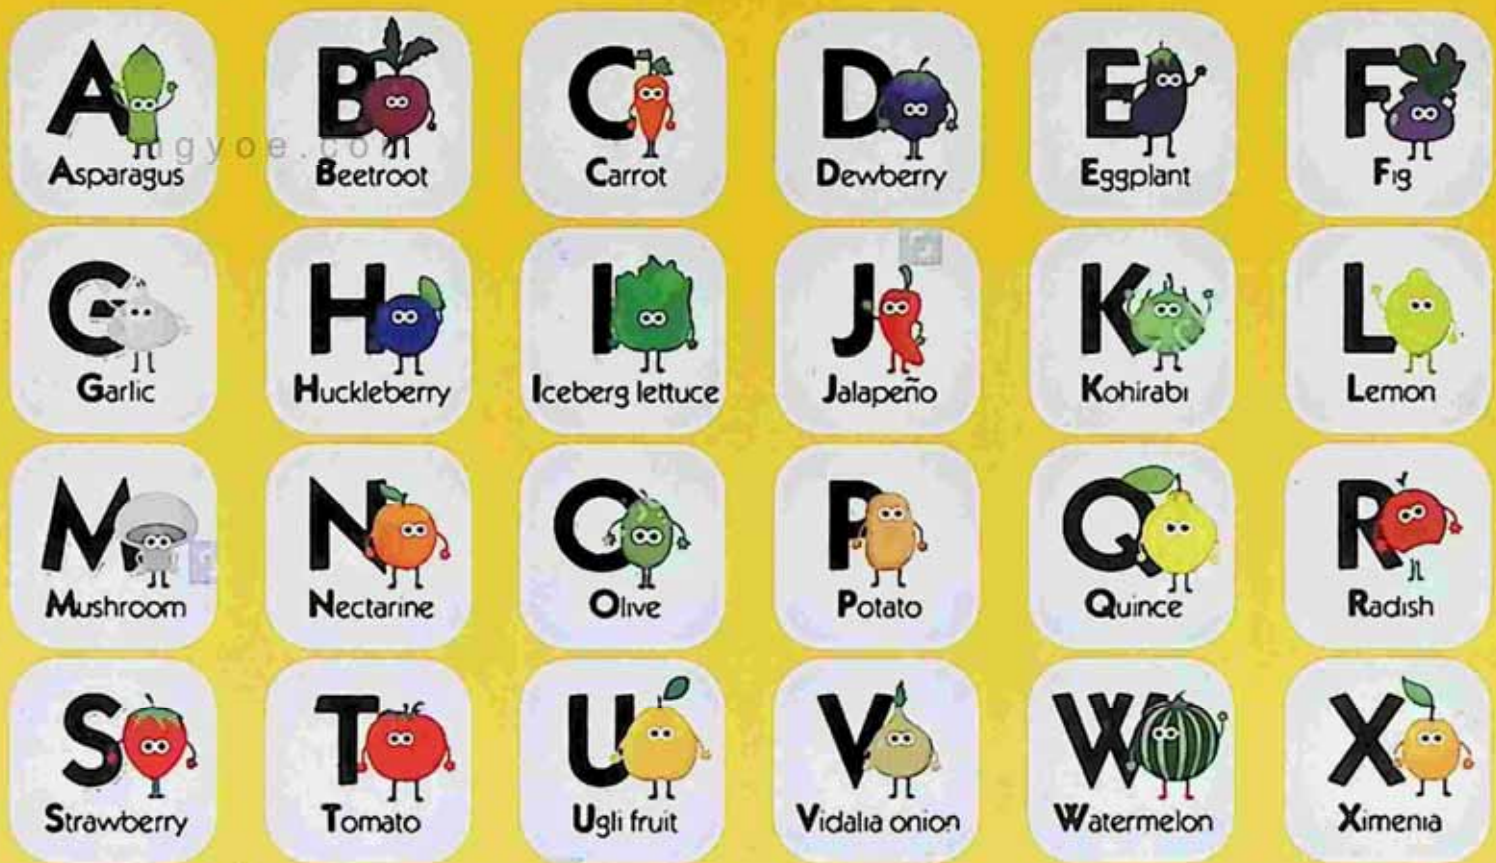 A B C D E F
Asparagus Beetroot Carrot Dewberry Eggplant Fig
G H I J K L
Garlic Huckleberry Iceberg lettuce Jalapeño Kohirabi Lemon
M N O P Q R
Mushroom Nectarine Olive Potato Quince Radish
S T U V W X
Strawberry Tomato Ugli fruit Vidalia onion Watermelon Ximenia